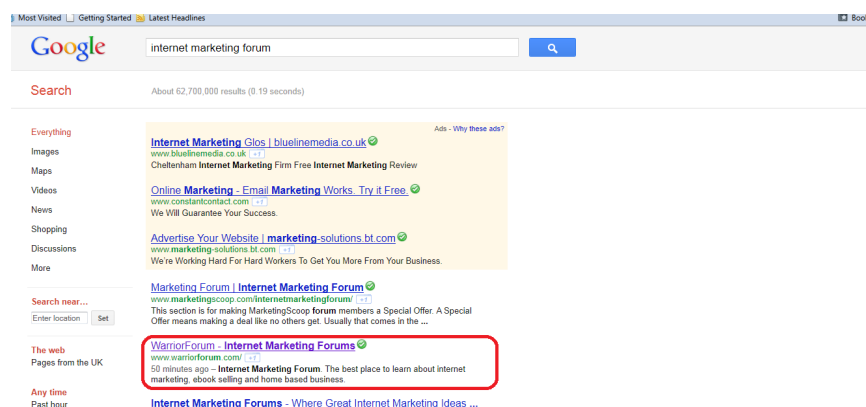 Most Visited Getting Started Latest Headlines
Google
internet marketing forum
Search
About 62,700,000 results (0.19 seconds)
Everything
Images
Maps
Videos
News
Shopping
Discussions
More
Search near...
Enter location Set
The web
Pages from the UK
Any time
Past hour
Ads - Why these ads?
Internet Marketing Glos | bluelinemedia.co.uk
www.bluelinemedia.co.uk +1
Cheltenham Internet Marketing Firm Free Internet Marketing Review
Online Marketing - Email Marketing Works. Try it Free.
www.constantcontact.com +1
We Will Guarantee Your Success.
Advertise Your Website | marketing-solutions.bt.com
www.marketing-solutions.bt.com +1
We're Working Hard For Hard Workers To Get You More From Your Business.
Marketing Forum | Internet Marketing Forum
www.marketingscoop.com/internetmarketingforum/ +1
This section is for making MarketingScoop forum members a Special Offer. A Special
Offer means making a deal like no others get. Usually that comes in the ...
WarriorForum - Internet Marketing Forums
www.warriorforum.com/ +1
50 minutes ago – Internet Marketing Forum. The best place to learn about internet
marketing, ebook selling and home based business.
Internet Marketing Forums - Where Great Internet Marketing Ideas ...